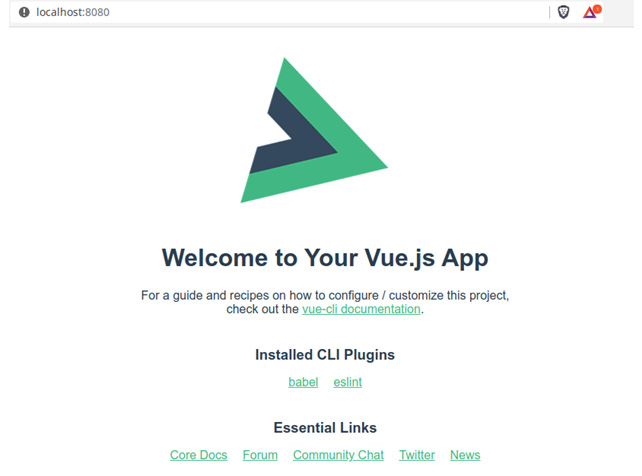 localhost:8080
Welcome to Your Vue.js App
For a guide and recipes on how to configure / customize this project,
check out the vue-cli documentation.
Installed CLI Plugins
babel eslint
Essential Links
Core Docs Forum Community Chat Twitter News